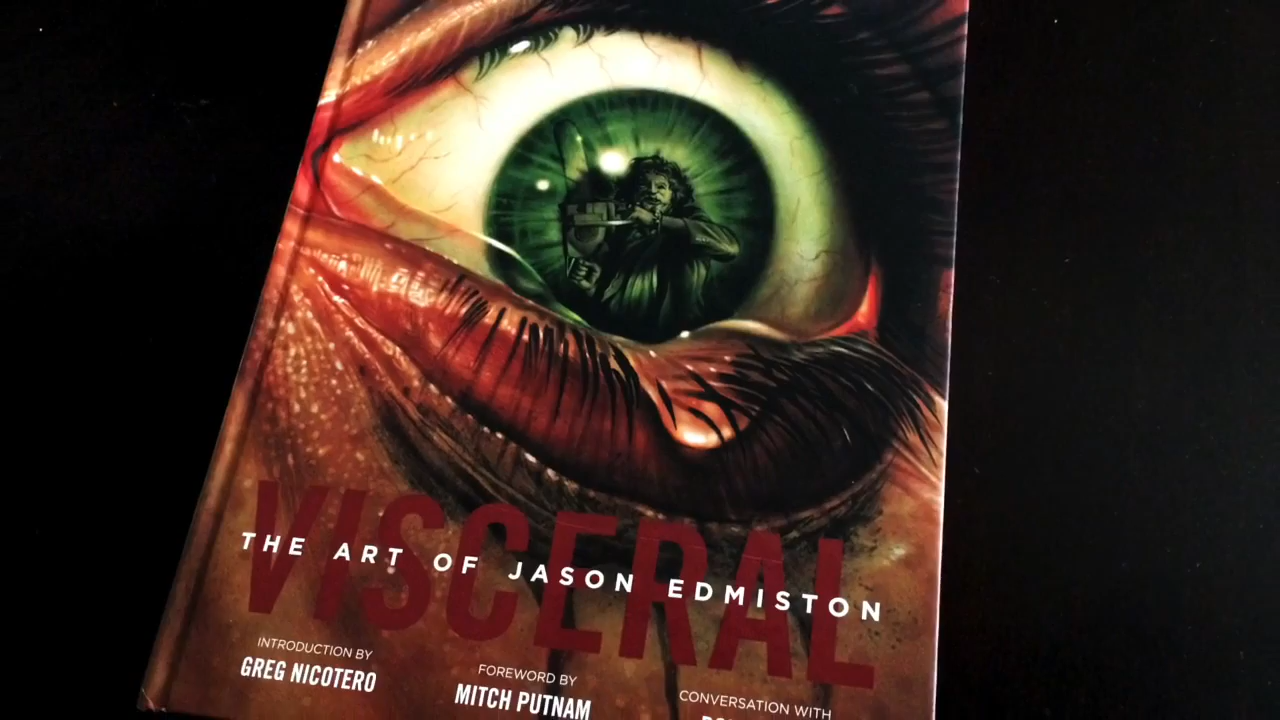 VISCERAL
THE ART OF JASON EDMISTON
INTRODUCTION BY
GREG NICOTERO
FOREWORD BY
MITCH PUTNAM
CONVERSATION WITH